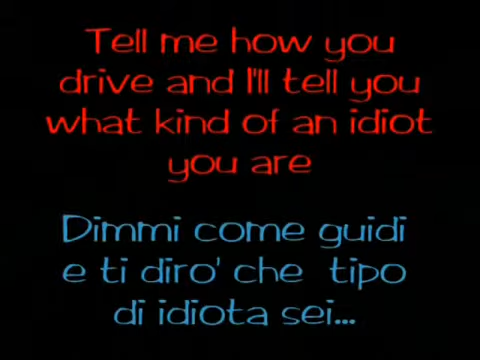 Tell me how you
drive and I'll tell you
what kind of an idiot
you are
Dimmi come guidi
e ti diro' che tipo
di idiota sei...